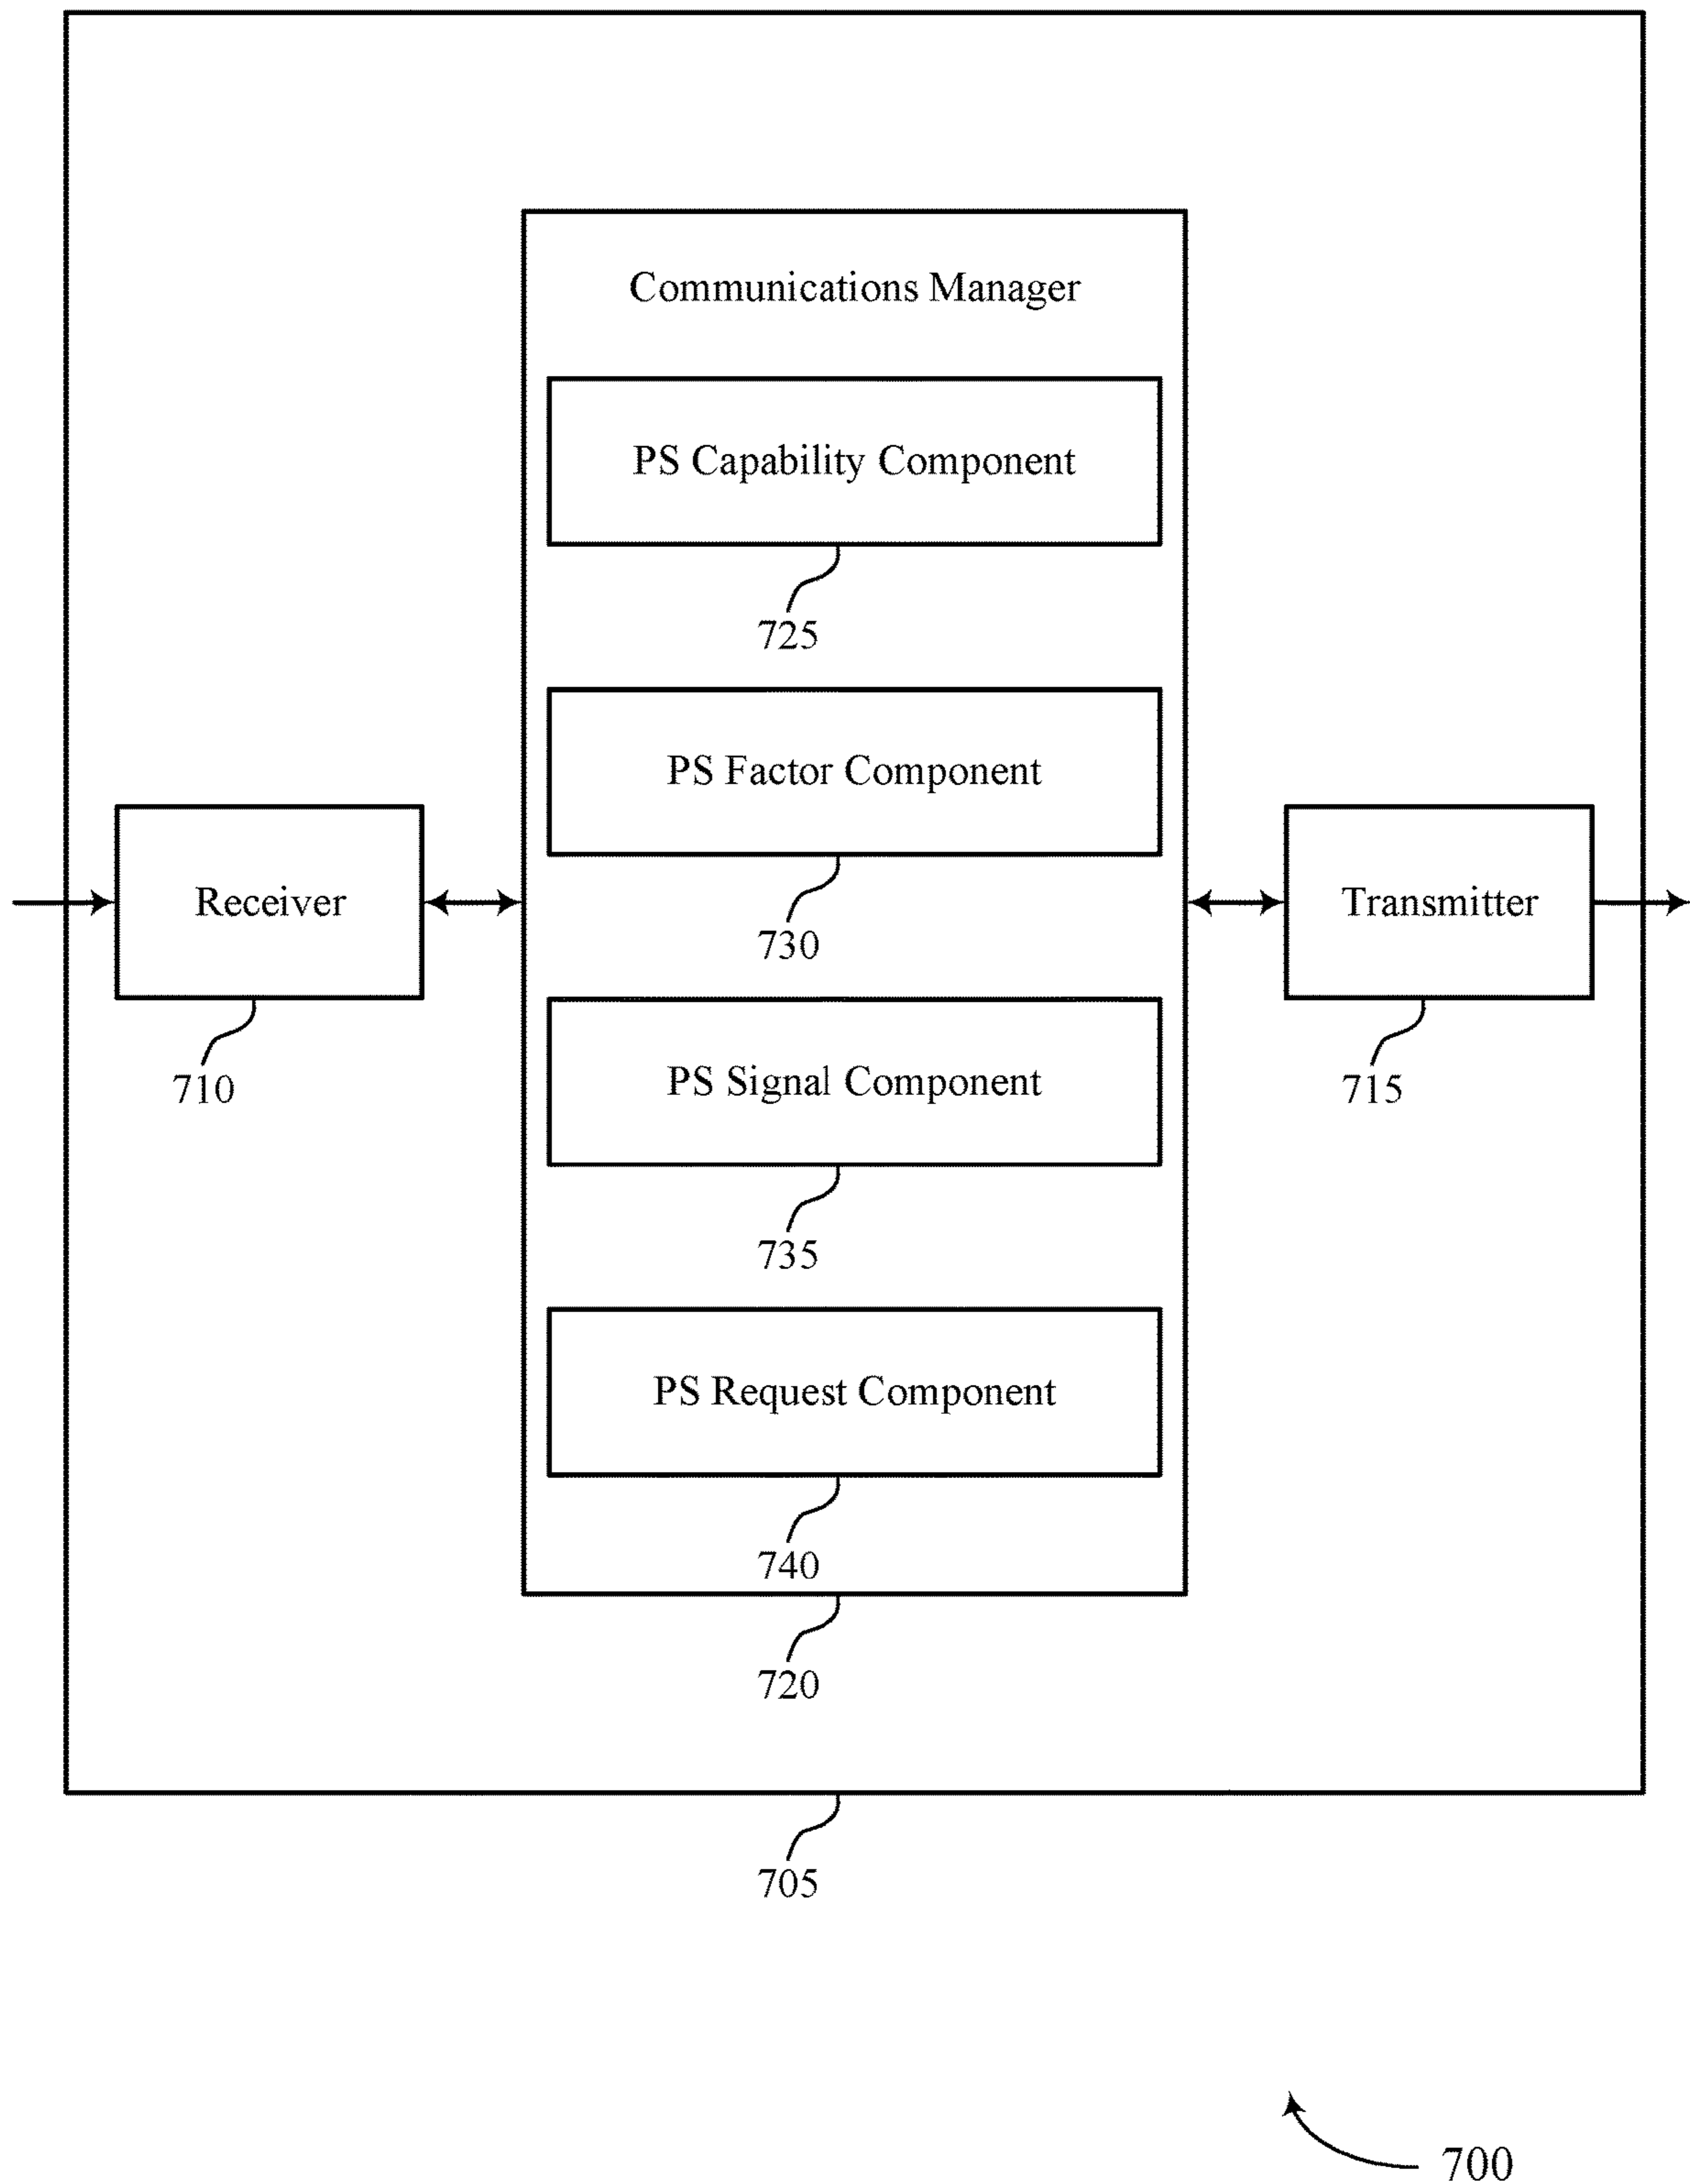 Communications Manager
PS Capability Component
725
PS Factor Component
730
Receiver
710
Transmitter
715
PS Signal Component
735
PS Request Component
740
720
705
700